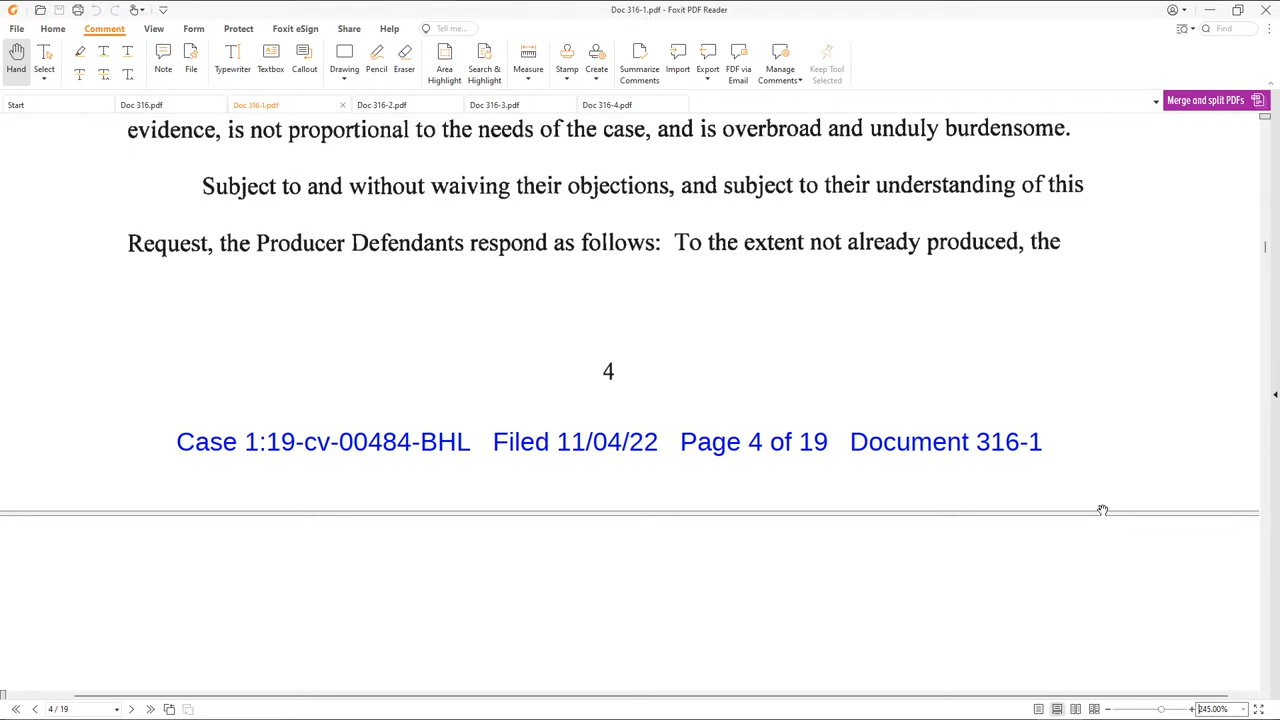 Doc 316-1.pdf - Foxit PDF Reader
File Home Comment View Form Protect Foxit eSign Share Help Tell me... Find
Hand Select Note File Typewriter Textbox Callout Drawing Pencil Eraser Area Highlight Search & Highlight Measure Stamp Create Summarize Comments Import Export FDF via Email Manage Comments Keep Tool Selected
Start Doc 316.pdf Doc 316-1.pdf Doc 316-2.pdf Doc 316-3.pdf Doc 316-4.pdf Merge and split PDFs
evidence, is not proportional to the needs of the case, and is overbroad and unduly burdensome.
Subject to and without waiving their objections, and subject to their understanding of this
Request, the Producer Defendants respond as follows: To the extent not already produced, the
4
Case 1:19-cv-00484-BHL Filed 11/04/22 Page 4 of 19 Document 316-1
4 / 19 245.00%